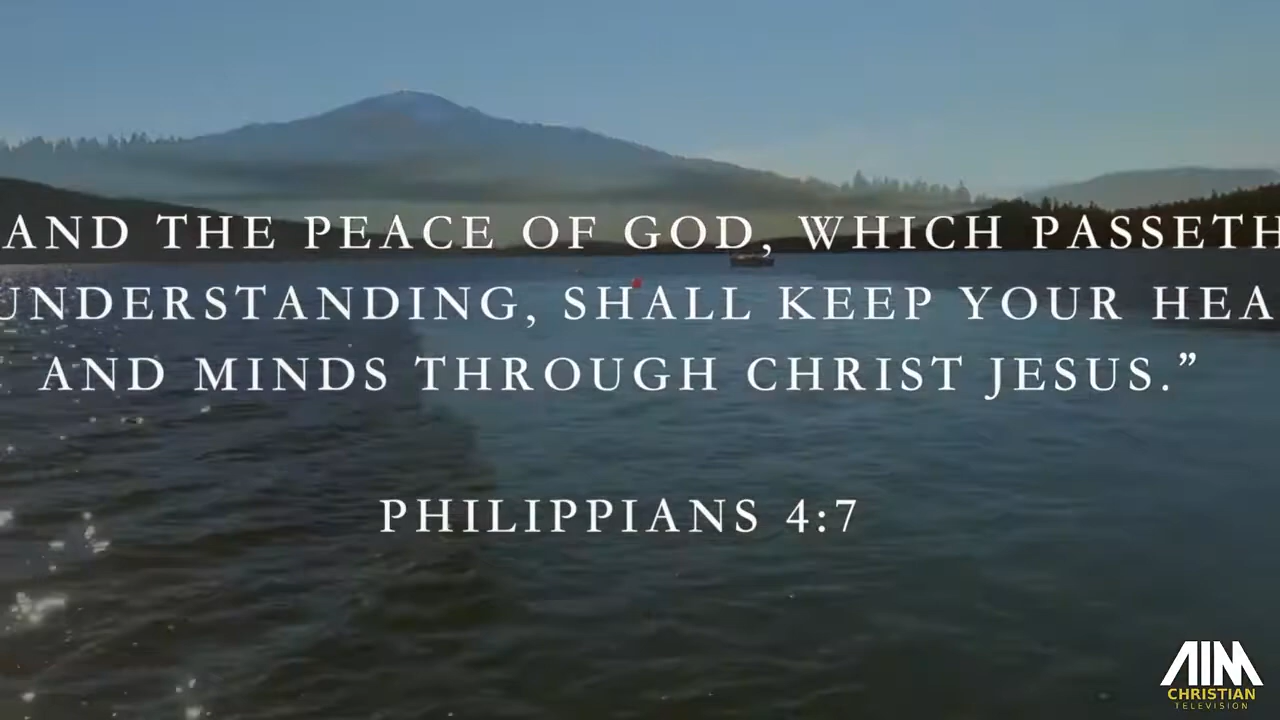 AND THE PEACE OF GOD, WHICH PASSETH
UNDERSTANDING, SHALL KEEP YOUR HEA
AND MINDS THROUGH CHRIST JESUS.”
PHILIPPIANS 4:7
AIM
CHRISTIAN
TELEVISION